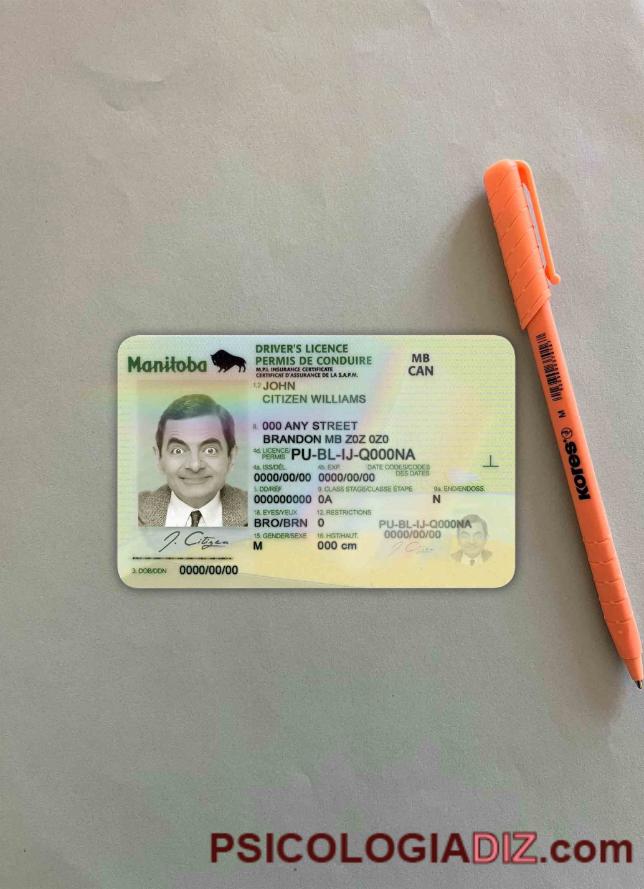 Manitoba
DRIVER'S LICENCE
PERMIS DE CONDUIRE
M.P.I. INSURANCE CERTIFICATE
CERTIFICAT D'ASSURANCE DE LA S.A.P.M.
MB
CAN
1,2 JOHN
CITIZEN WILLIAMS
8. 000 ANY STREET
BRANDON MB Z0Z 0Z0
4d. LICENCE/PERMIS PU-BL-IJ-Q000NA
4a. ISS/DÉL. 4b. EXP. DATE CODES/CODES DES DATES
0000/00/00 0000/00/00
5. DD/RÉF 9. CLASS STAGE/CLASSE ÉTAPE 9a. END/ENDOSS.
000000000 0A N
18. EYES/YEUX 12. RESTRICTIONS
BRO/BRN 0
15. GENDER/SEXE 16. HGT/HAUT.
M 000 cm
PU-BL-IJ-Q000NA
0000/00/00
J. Citizen
3. DOB/DDN 0000/00/00
Kores
M
PSICOLOGIADIZ.com